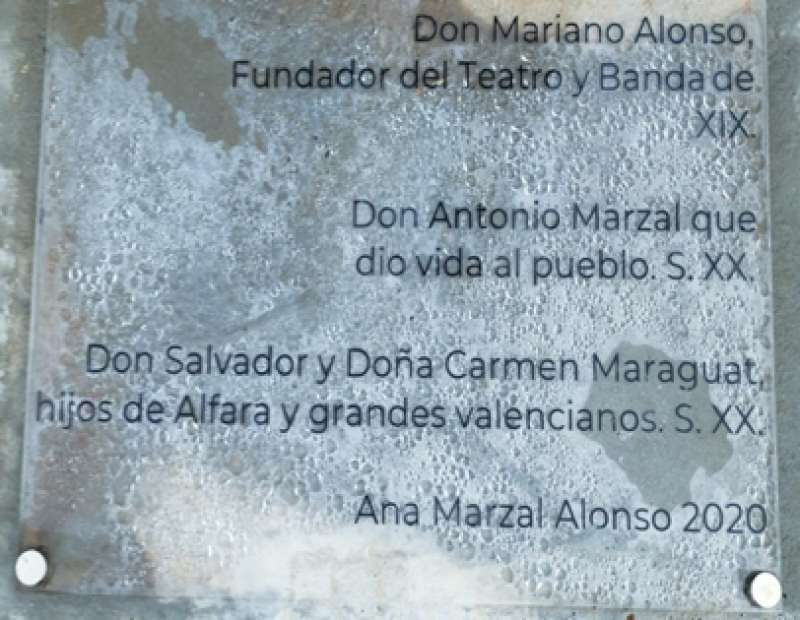 Don Mariano Alonso,
Fundador del Teatro y Banda de
XIX.
Don Antonio Marzal que
dio vida al pueblo. S. XX.
Don Salvador y Doña Carmen Maraguat,
hijos de Alfara y grandes valencianos. S. XX.
Ana Marzal Alonso 2020